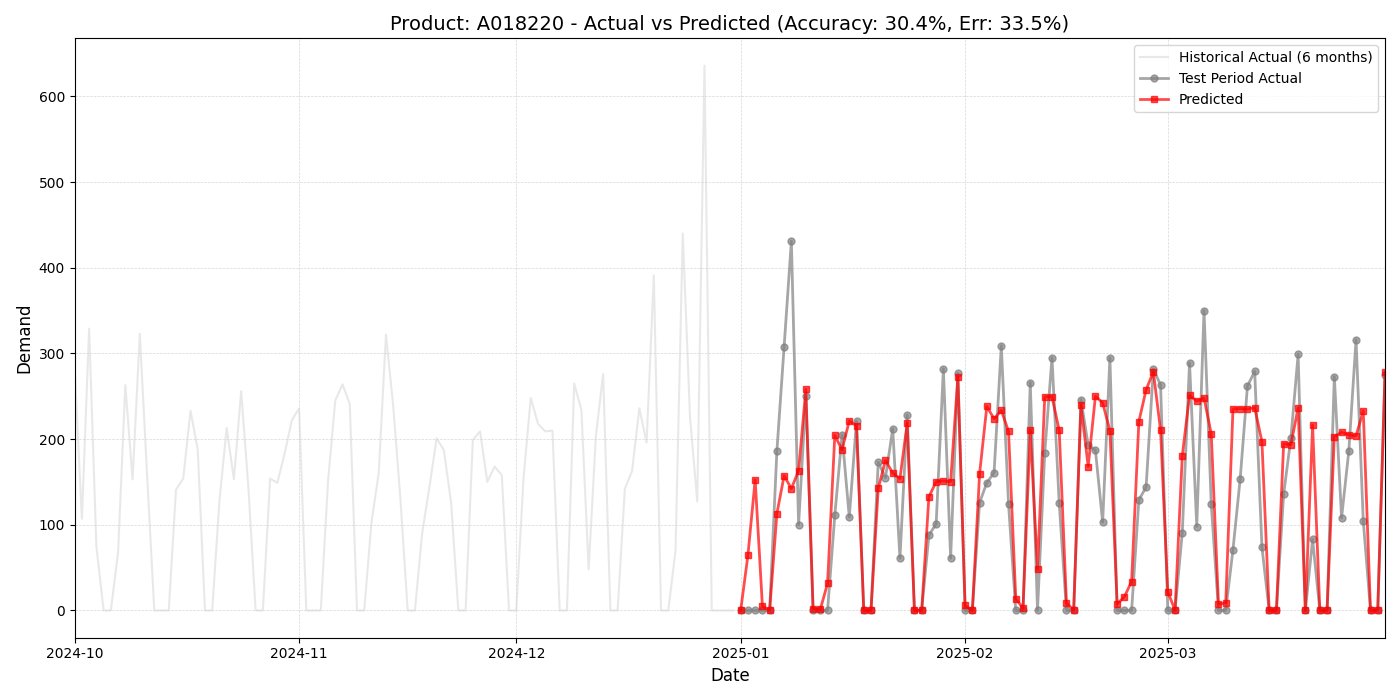 Product: A018220 - Actual vs Predicted (Accuracy: 30.4%, Err: 33.5%)
Historical Actual (6 months)
Test Period Actual
Predicted
Demand
600
500
400
300
200
100
0
2024-10
2024-11
2024-12
2025-01
2025-02
2025-03
Date